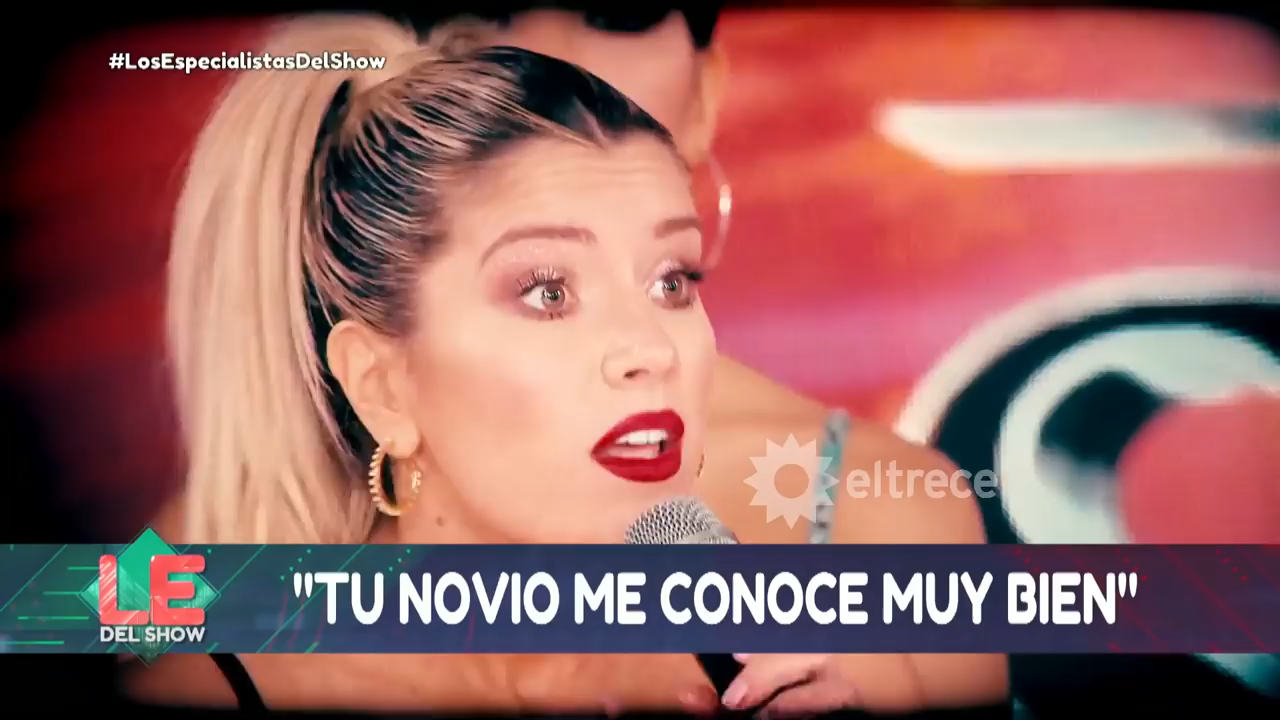 #LosEspecialistasDelShow
eltrece
LE
DEL SHOW
"TU NOVIO ME CONOCE MUY BIEN"